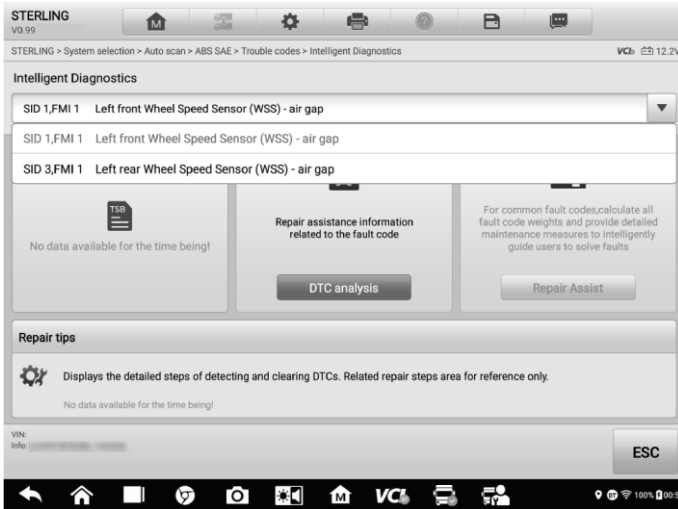 STERLING
V0.99
STERLING > System selection > Auto scan > ABS SAE > Trouble codes > Intelligent Diagnostics
VCI 12.2V
Intelligent Diagnostics
SID 1,FMI 1 Left front Wheel Speed Sensor (WSS) - air gap
SID 1,FMI 1 Left front Wheel Speed Sensor (WSS) - air gap
SID 3,FMI 1 Left rear Wheel Speed Sensor (WSS) - air gap
TSB
No data available for the time being!
Repair assistance information
related to the fault code
DTC analysis
For common fault codes,calculate all
fault code weights and provide detailed
maintenance measures to intelligently
guide users to solve faults
Repair Assist
Repair tips
Displays the detailed steps of detecting and clearing DTCs. Related repair steps area for reference only.
No data available for the time being!
VIN:
Info:
ESC
M VCI BT 100%